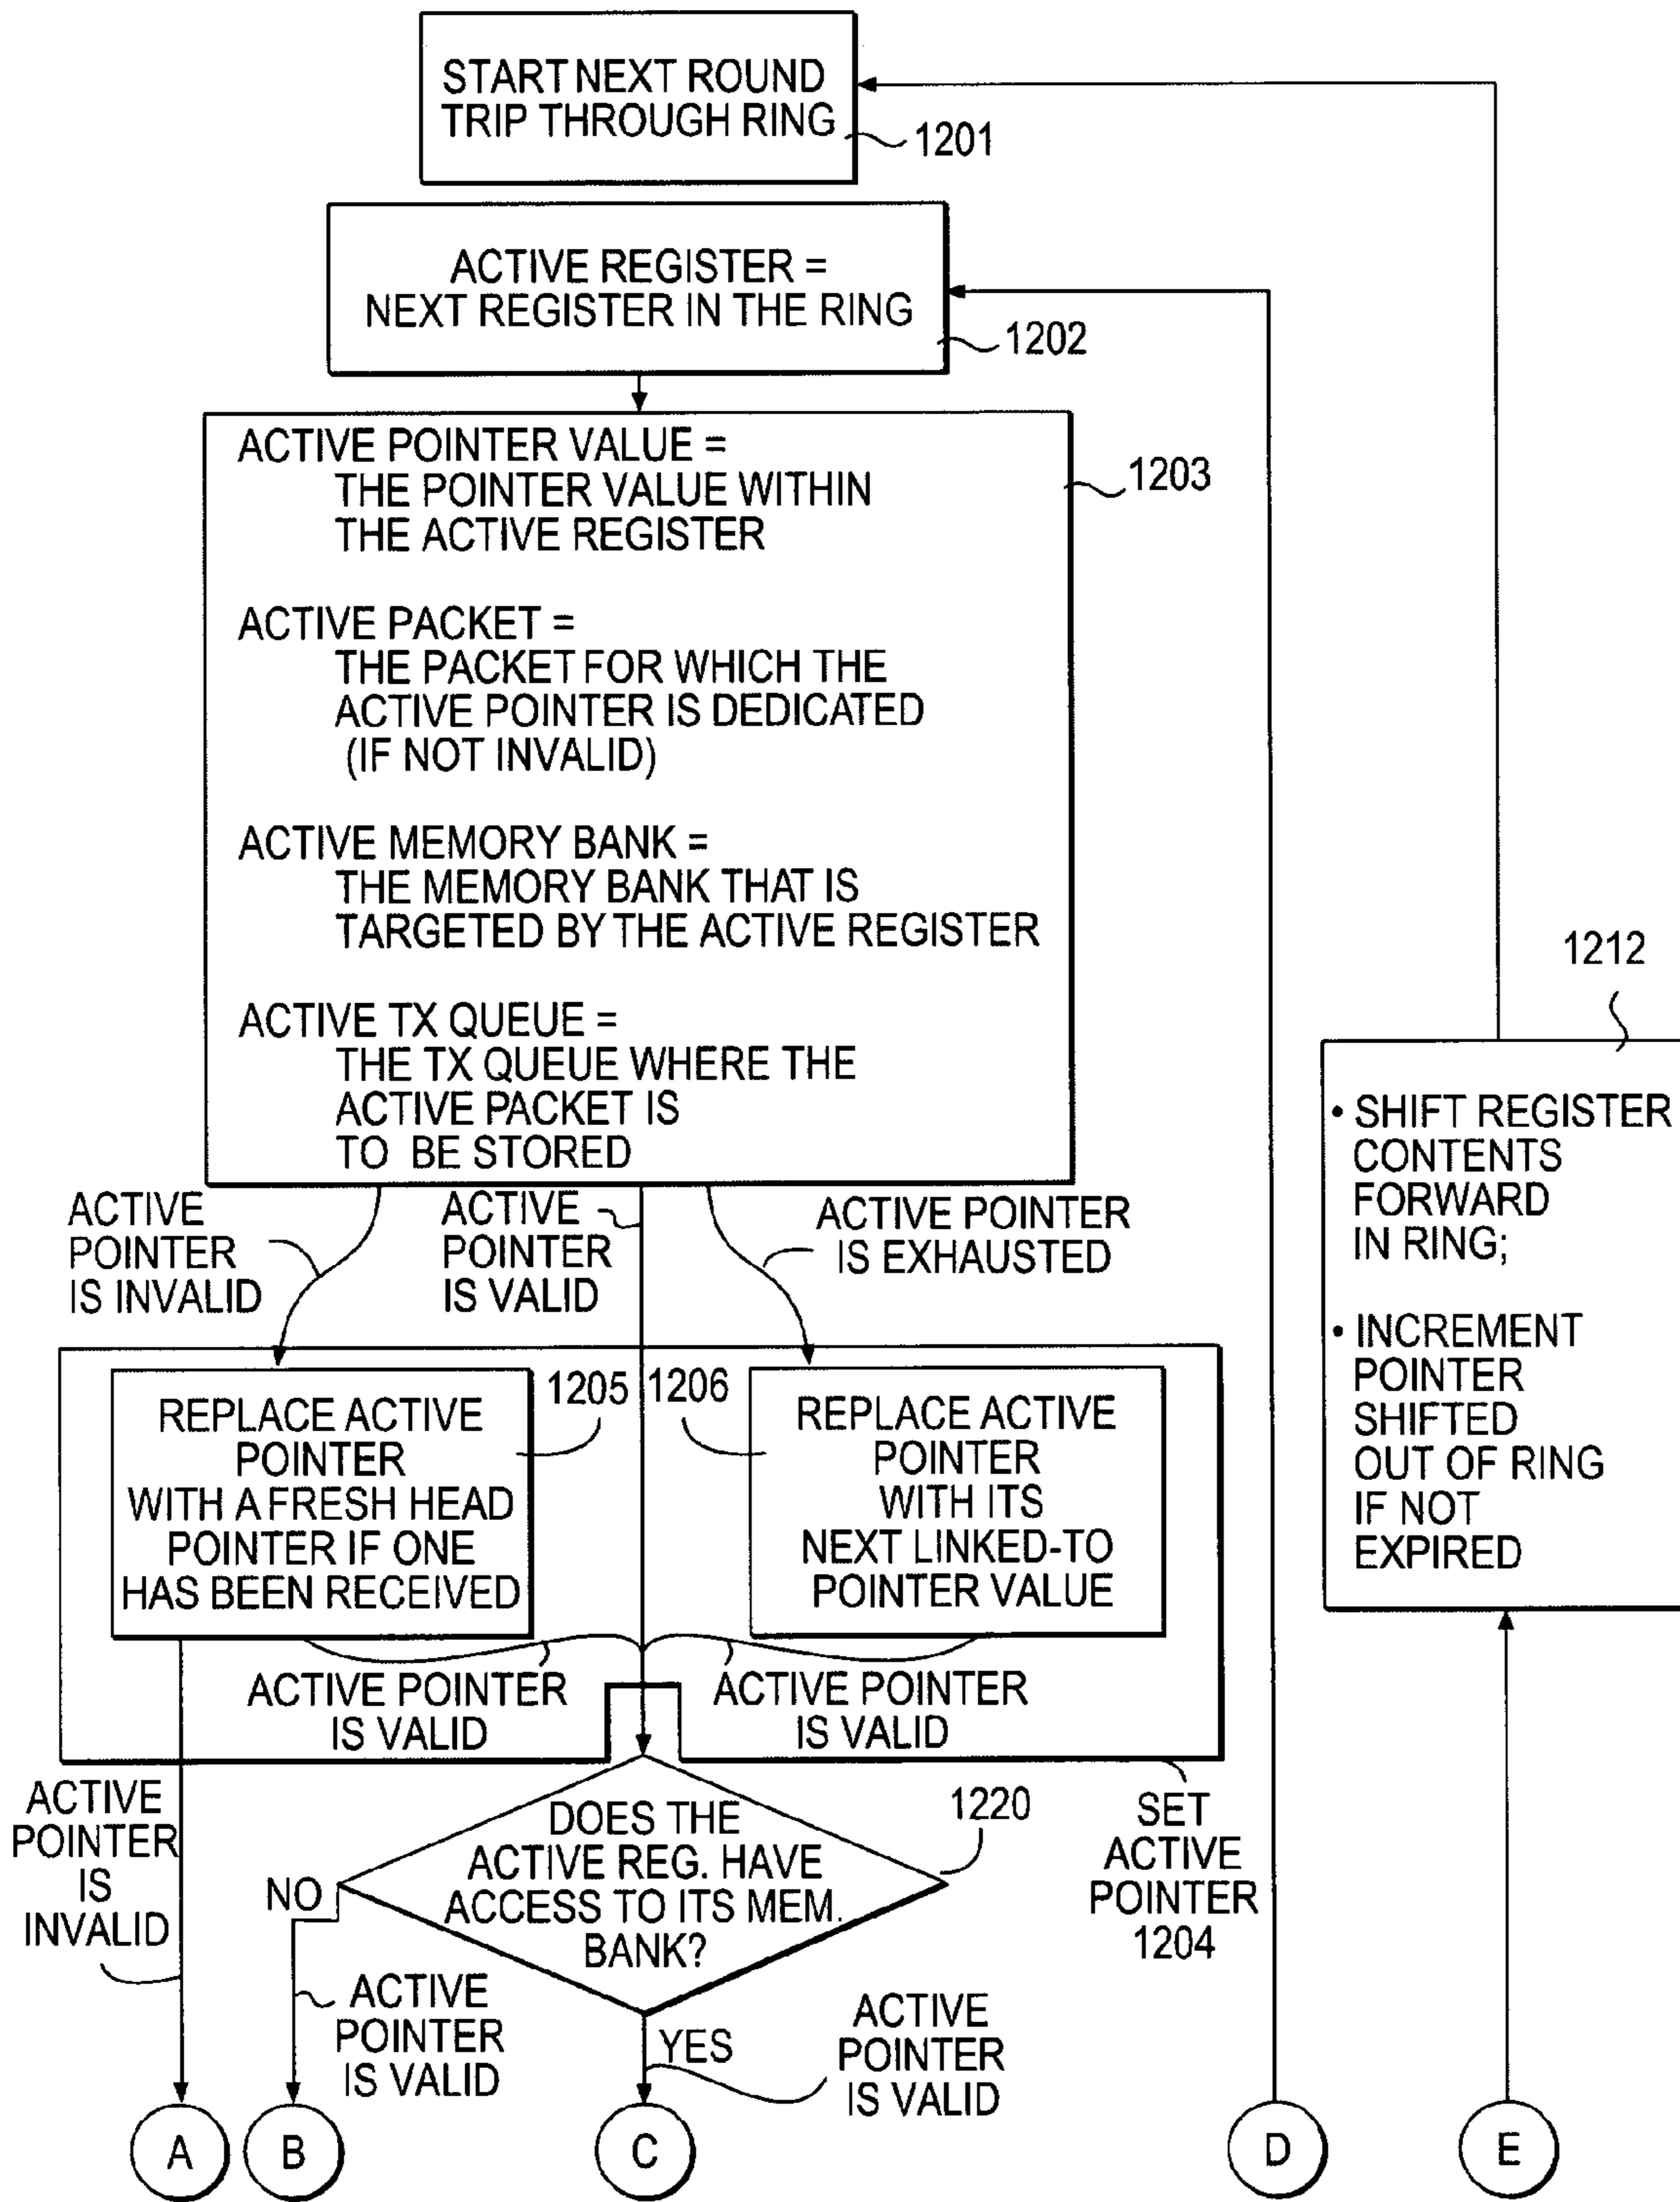 START NEXT ROUND
TRIP THROUGH RING
1201
ACTIVE REGISTER =
NEXT REGISTER IN THE RING
1202
ACTIVE POINTER VALUE =
THE POINTER VALUE WITHIN
THE ACTIVE REGISTER
1203
ACTIVE PACKET =
THE PACKET FOR WHICH THE
ACTIVE POINTER IS DEDICATED
(IF NOT INVALID)
ACTIVE MEMORY BANK =
THE MEMORY BANK THAT IS
TARGETED BY THE ACTIVE REGISTER
ACTIVE TX QUEUE =
THE TX QUEUE WHERE THE
ACTIVE PACKET IS
TO BE STORED
1212
• SHIFT REGISTER
CONTENTS
FORWARD
IN RING;
• INCREMENT
POINTER
SHIFTED
OUT OF RING
IF NOT
EXPIRED
ACTIVE
POINTER
IS INVALID
ACTIVE
POINTER
IS VALID
ACTIVE POINTER
IS EXHAUSTED
REPLACE ACTIVE
POINTER
WITH A FRESH HEAD
POINTER IF ONE
HAS BEEN RECEIVED
1205
1206
REPLACE ACTIVE
POINTER
WITH ITS
NEXT LINKED-TO
POINTER VALUE
ACTIVE POINTER
IS VALID
ACTIVE POINTER
IS VALID
ACTIVE
POINTER
IS
INVALID
DOES THE
ACTIVE REG. HAVE
ACCESS TO ITS MEM.
BANK?
1220
SET
ACTIVE
POINTER
1204
NO
ACTIVE
POINTER
IS VALID
YES
ACTIVE
POINTER
IS VALID
A
B
C
D
E